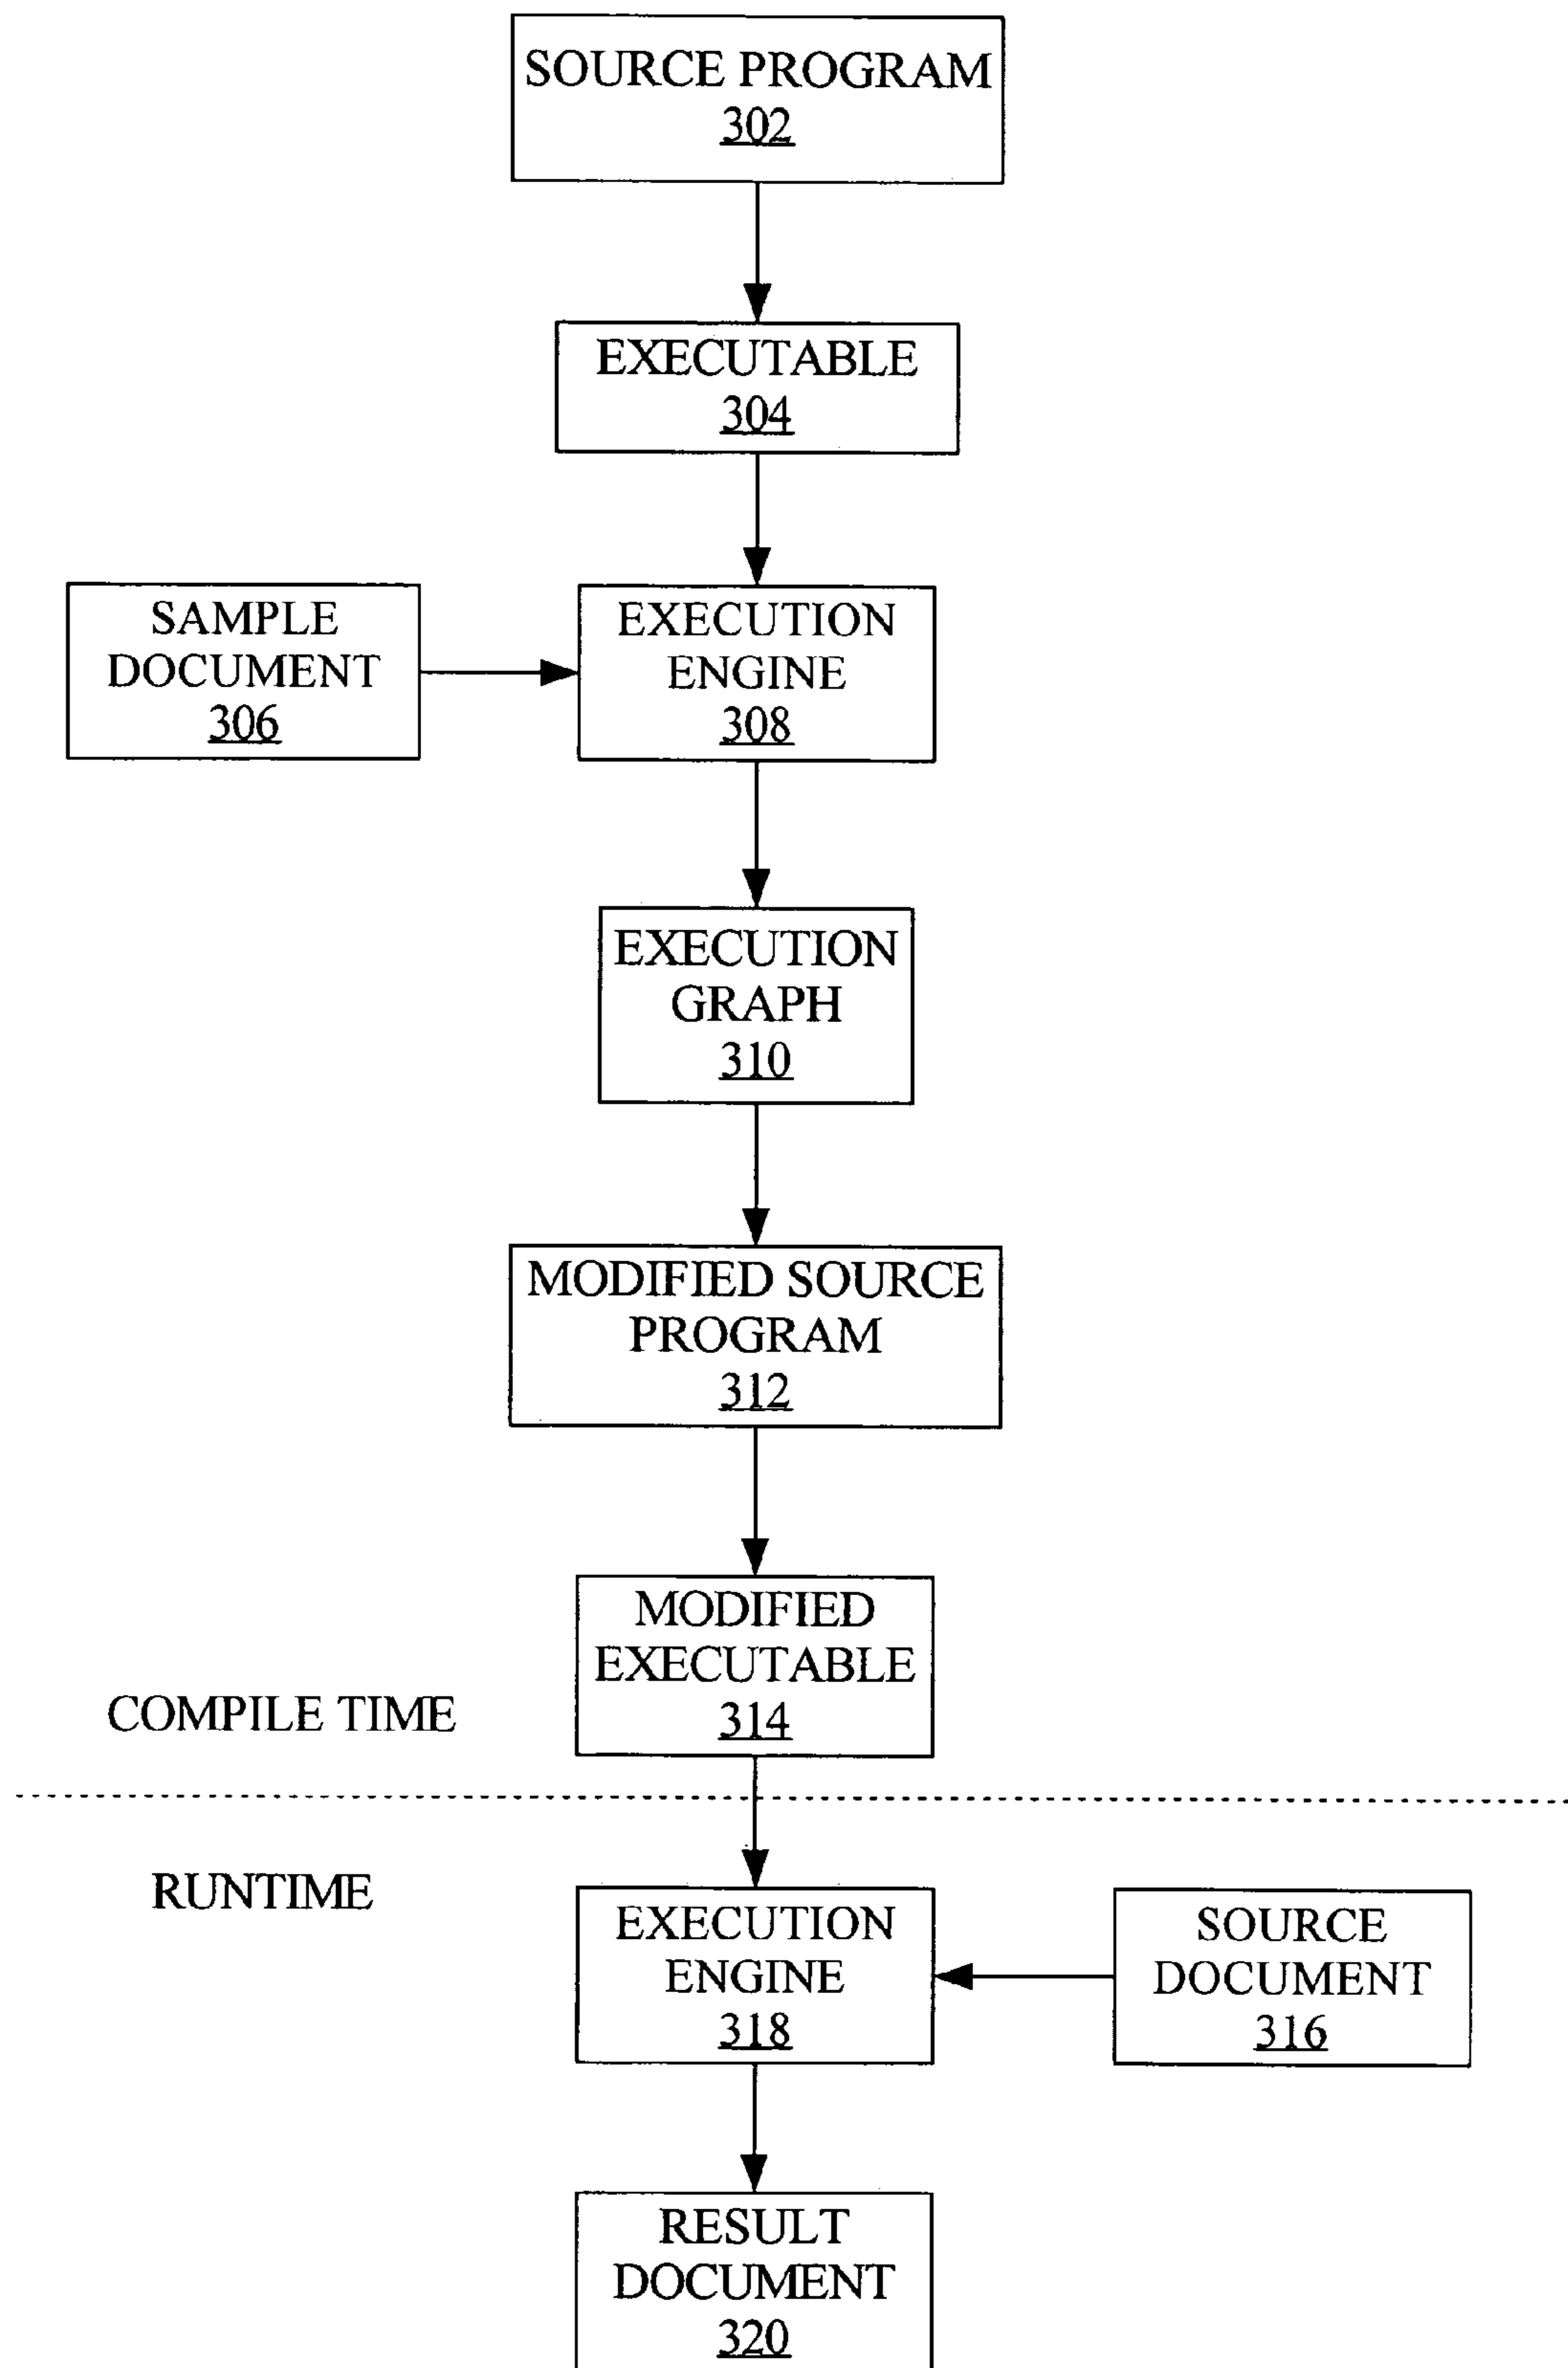 SOURCE PROGRAM
302
EXECUTABLE
304
SAMPLE
DOCUMENT
306
EXECUTION
ENGINE
308
EXECUTION
GRAPH
310
MODIFIED SOURCE
PROGRAM
312
MODIFIED
EXECUTABLE
314
COMPILE TIME
RUNTIME
EXECUTION
ENGINE
318
SOURCE
DOCUMENT
316
RESULT
DOCUMENT
320